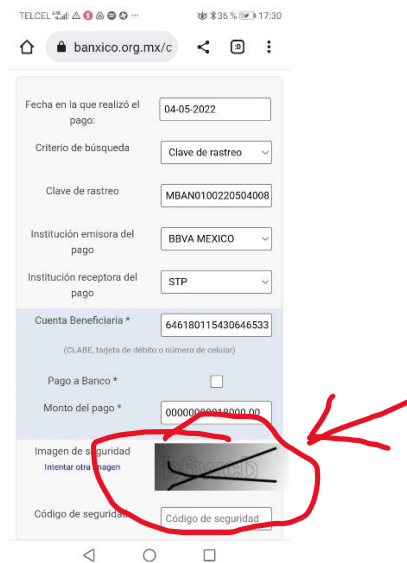 TELCEL 36 % 17:30
banxico.org.mx/c
Fecha en la que realizó el
pago:
04-05-2022
Criterio de búsqueda
Clave de rastreo
Clave de rastreo
MBAN0100220504008
Institución emisora del
pago
BBVA MEXICO
Institución receptora del
pago
STP
Cuenta Beneficiaria *
646180115430646533
(CLABE, tarjeta de débito o número de celular)
Pago a Banco *
Monto del pago *
Imagen de seguridad
Intentar otra imagen
Código de seguridad
Código de seguridad